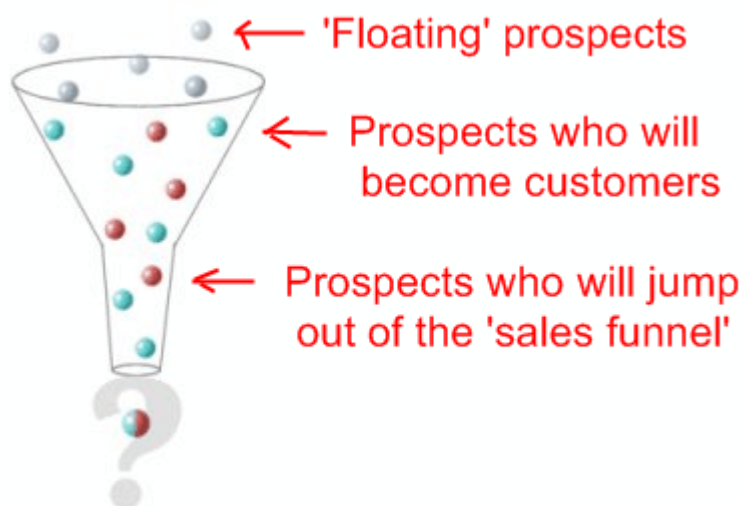 'Floating' prospects
Prospects who will
become customers
Prospects who will jump
out of the 'sales funnel'
?